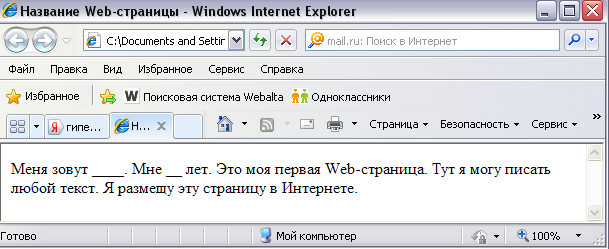 Название Web-страницы - Windows Internet Explorer
C:\Documents and Settir
mail.ru: Поиск в Интернет
Файл Правка Вид Избранное Сервис Справка
Избранное W Поисковая система Webalta Одноклассники
Я гипе... Н... Страница Безопасность Сервис
Меня зовут ____. Мне __ лет. Это моя первая Web-страница. Тут я могу писать
любой текст. Я размещу эту страницу в Интернете.
Готово Мой компьютер 100%